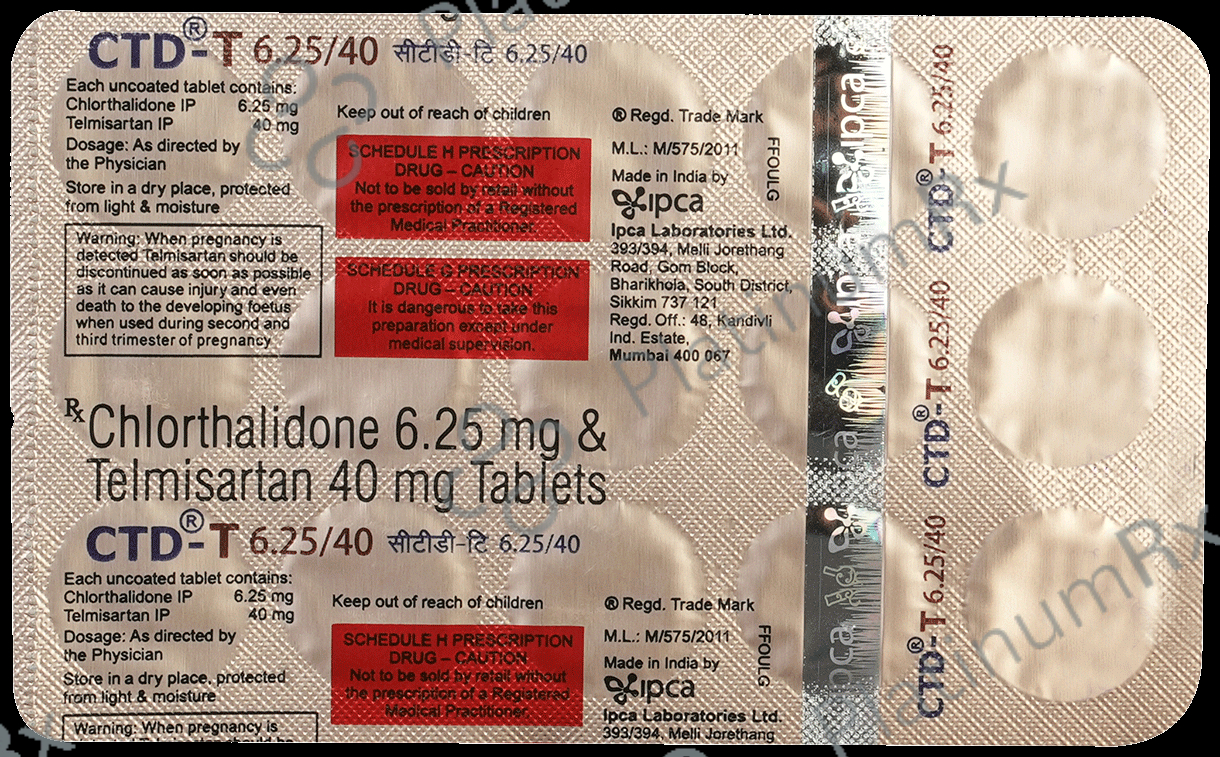 CTD®-T 6.25/40 सीटीडी-टि 6.25/40
Each uncoated tablet contains:
Chlorthalidone IP 6.25 mg
Telmisartan IP 40 mg
Dosage: As directed by
the Physician
Store in a dry place, protected
from light & moisture
Warning: When pregnancy is
detected Telmisartan should be
discontinued as soon as possible
as it can cause injury and even
death to the developing foetus
when used during second and
third trimester of pregnancy
Keep out of reach of children
SCHEDULE H PRESCRIPTION
DRUG – CAUTION
Not to be sold by retail without
the prescription of a Registered
Medical Practitioner.
SCHEDULE G PRESCRIPTION
DRUG – CAUTION
It is dangerous to take this
preparation except under
medical supervision.
® Regd. Trade Mark
M.L.: M/575/2011
Made in India by
ipca
Ipca Laboratories Ltd.
393/394, Melli Jorethang
Road, Gom Block,
Bharikhola, South District,
Sikkim 737 121
Regd. Off.: 48, Kandivli
Ind. Estate,
Mumbai 400 067
FFOULG
Rx Chlorthalidone 6.25 mg &
Telmisartan 40 mg Tablets
CTD®-T 6.25/40 सीटीडी-टि 6.25/40
Each uncoated tablet contains:
Chlorthalidone IP 6.25 mg
Telmisartan IP 40 mg
Dosage: As directed by
the Physician
Store in a dry place, protected
from light & moisture
Warning: When pregnancy is
Keep out of reach of children
SCHEDULE H PRESCRIPTION
DRUG – CAUTION
Not to be sold by retail without
the prescription of a Registered
Medical Practitioner.
® Regd. Trade Mark
M.L.: M/575/2011
Made in India by
ipca
Ipca Laboratories Ltd.
393/394, Melli Jorethang
FFOULG
ipca
ipca
CTD®-T 6.25/40
CTD®-T 6.25/40
CTD®-T 6.25/40
PlatinumRx
PlatinumRx